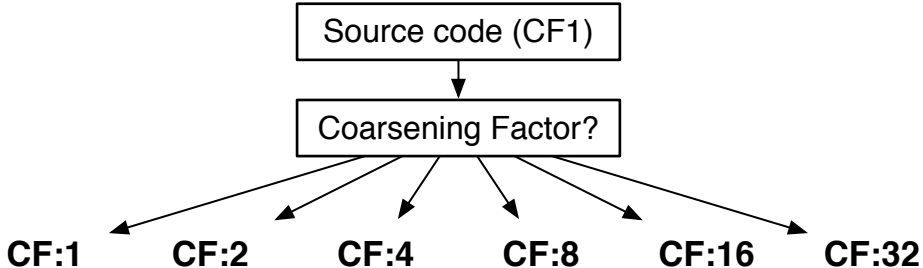 Source code (CF1)
Coarsening Factor?
CF:1 CF:2 CF:4 CF:8 CF:16 CF:32